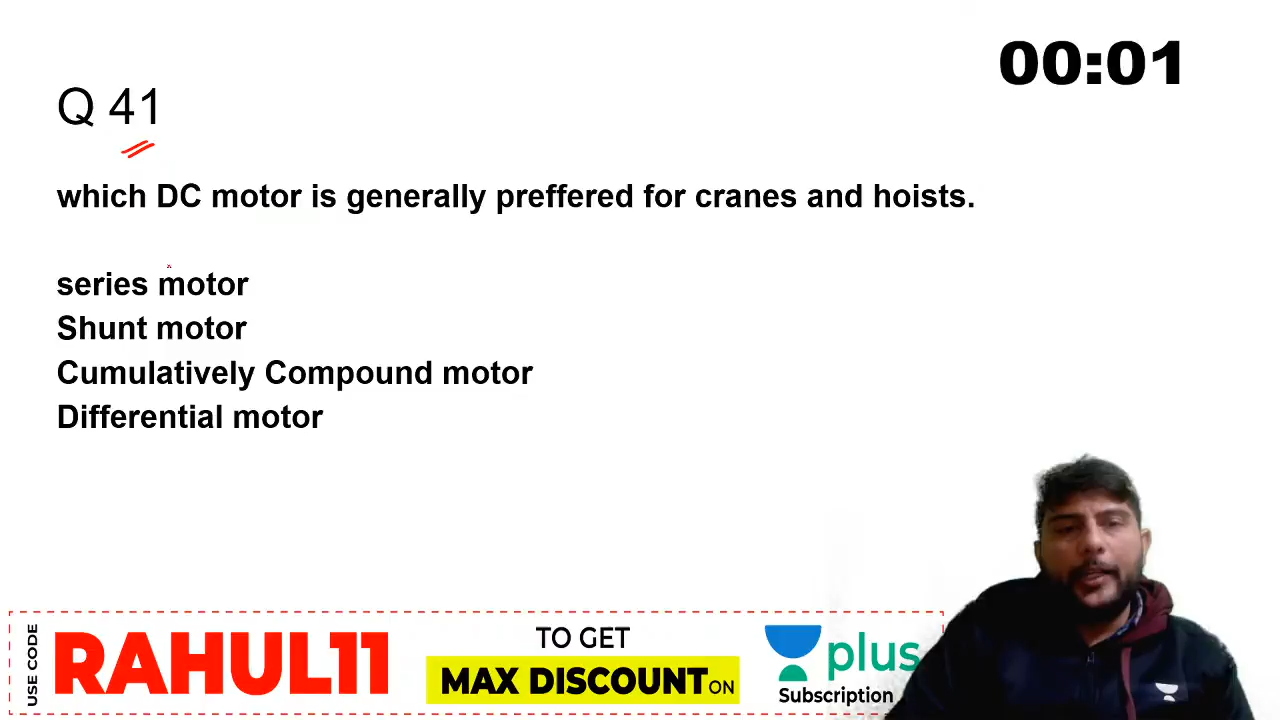 00:01
Q 41
which DC motor is generally preffered for cranes and hoists.
series motor
Shunt motor
Cumulatively Compound motor
Differential motor
USE CODE
RAHUL11
TO GET
MAX DISCOUNT ON
plus
Subscription